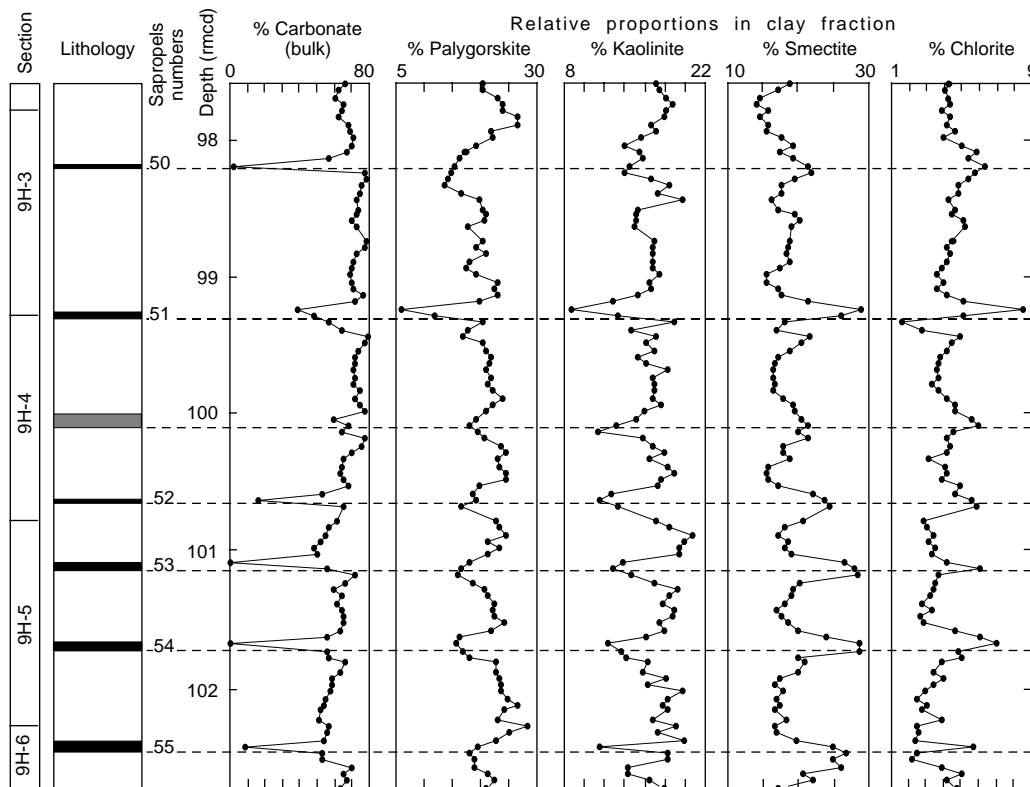 Relative proportions in clay fraction
Section
Lithology
Sapropels
numbers
Depth (rmcd)
% Carbonate
(bulk)
% Palygorskite
% Kaolinite
% Smectite
% Chlorite
0 80 5 30 8 22 10 30 1 9
9H-3
9H-4
9H-5
9H-6
98
.50
99
.51
100
.52
101
.53
.54
102
.55